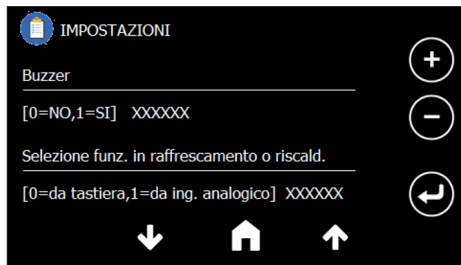 IMPOSTAZIONI
Buzzer
[0=NO,1=SI] XXXXXX
Selezione funz. in raffrescamento o riscald.
[0=da tastiera,1=da ing. analogico] XXXXXX